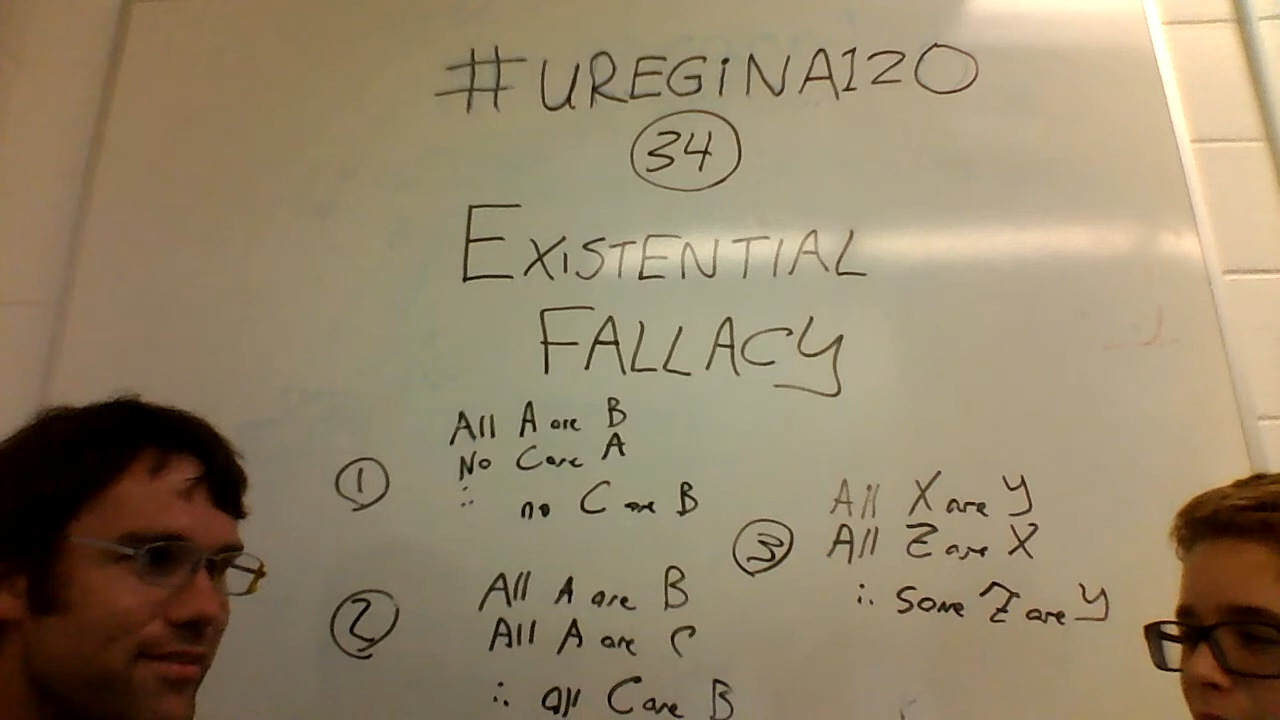 #UREGINA120
34
EXISTENTIAL
FALLACY
1
All A are B
No C are A
∴ no C are B
2
All A are B
All A are C
∴ all C are B
3
All X are Y
All Z are X
∴ Some Z are Y